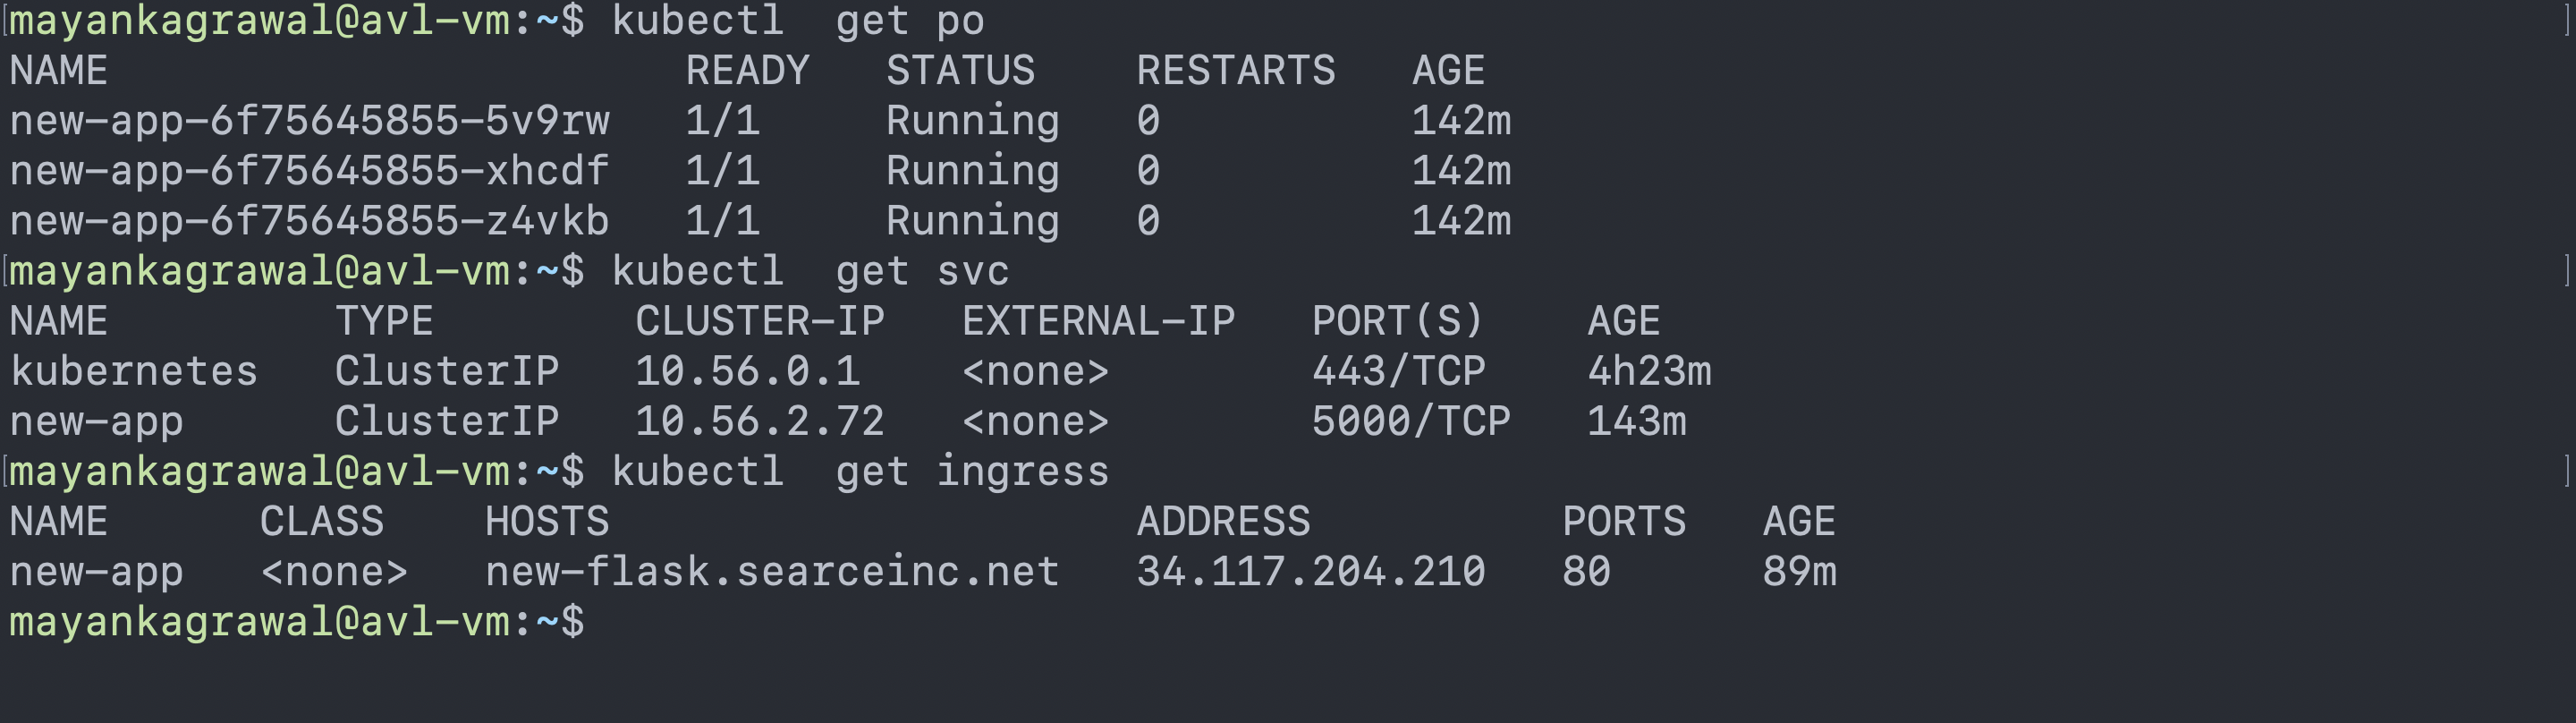 mayankagrawal@avl-vm:~$ kubectl  get po
NAME                       READY   STATUS    RESTARTS   AGE
new-app-6f75645855-5v9rw   1/1     Running   0          142m
new-app-6f75645855-xhcdf   1/1     Running   0          142m
new-app-6f75645855-z4vkb   1/1     Running   0          142m
mayankagrawal@avl-vm:~$ kubectl  get svc
NAME         TYPE        CLUSTER-IP   EXTERNAL-IP   PORT(S)    AGE
kubernetes   ClusterIP   10.56.0.1    <none>        443/TCP    4h23m
new-app      ClusterIP   10.56.2.72   <none>        5000/TCP   143m
mayankagrawal@avl-vm:~$ kubectl  get ingress
NAME      CLASS    HOSTS                     ADDRESS          PORTS   AGE
new-app   <none>   new-flask.searceinc.net   34.117.204.210   80      89m
mayankagrawal@avl-vm:~$